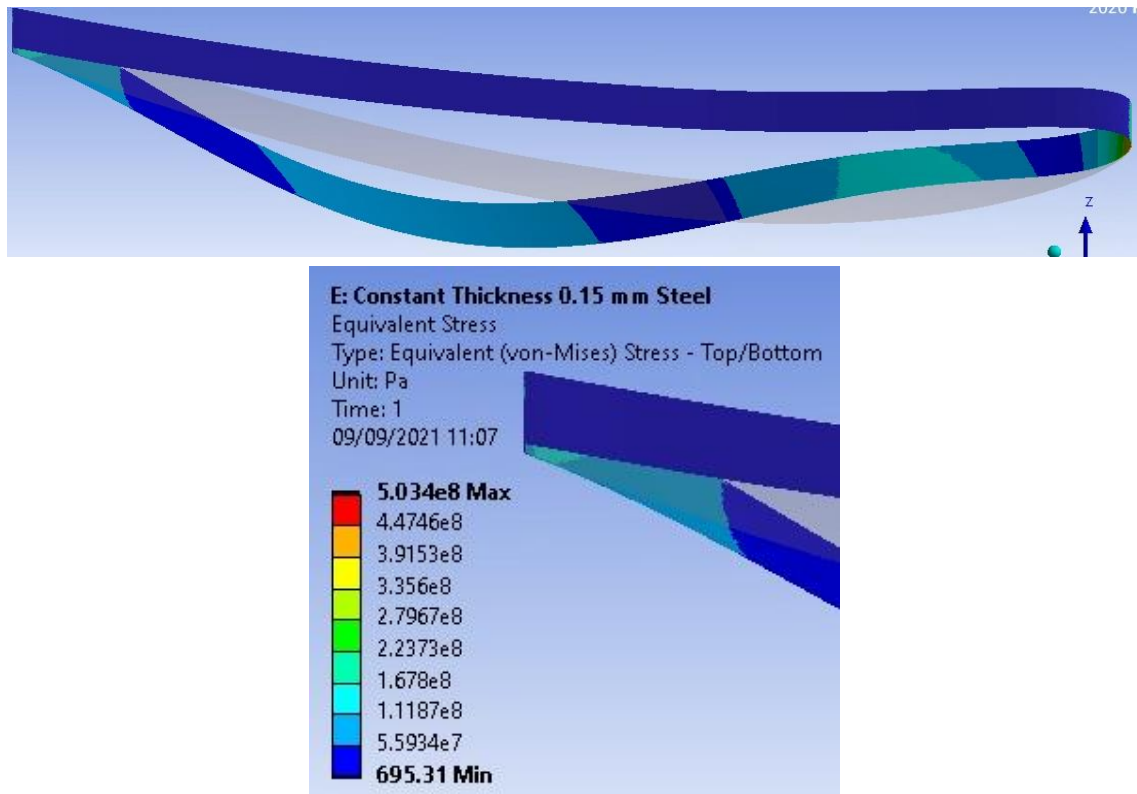 Z
E: Constant Thickness 0.15 mm Steel
Equivalent Stress
Type: Equivalent (von-Mises) Stress - Top/Bottom
Unit: Pa
Time: 1
09/09/2021 11:07
5.034e8 Max
4.4746e8
3.9153e8
3.356e8
2.7967e8
2.2373e8
1.678e8
1.1187e8
5.5934e7
695.31 Min